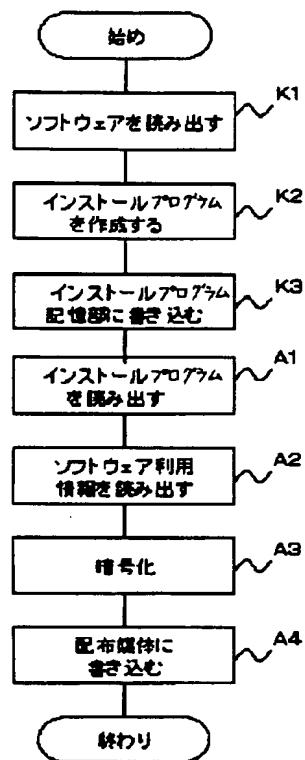 始め
K1
ソフトウェアを読み出す
K2
インストールプログラム
を作成する
K3
インストールプログラム
記憶部に書き込む
A1
インストールプログラム
を読み出す
A2
ソフトウェア利用
情報を読み出す
A3
暗号化
A4
配布媒体に
書き込む
終わり